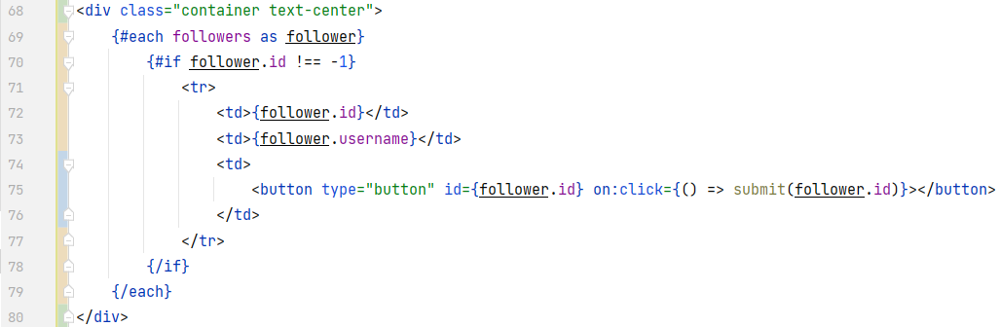 68 <div class="container text-center">
69     {#each followers as follower}
70         {#if follower.id !== -1}
71             <tr>
72                 <td>{follower.id}</td>
73                 <td>{follower.username}</td>
74                 <td>
75                     <button type="button" id={follower.id} on:click={() => submit(follower.id)}></button>
76                 </td>
77             </tr>
78         {/if}
79     {/each}
80 </div>